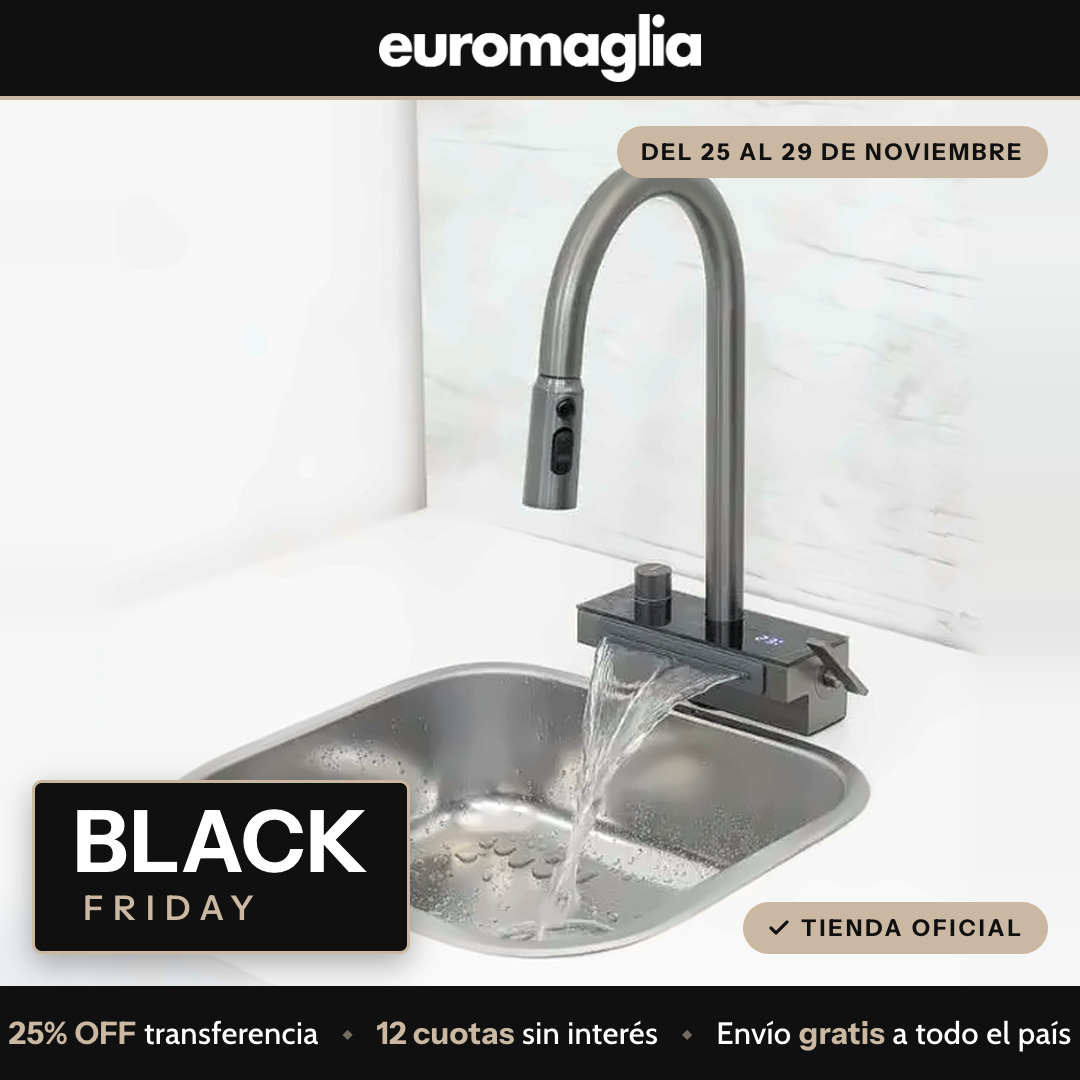 euromaglia
DEL 25 AL 29 DE NOVIEMBRE
BLACK
FRIDAY
✓ TIENDA OFICIAL
25% OFF transferencia ◆ 12 cuotas sin interés ◆ Envío gratis a todo el país